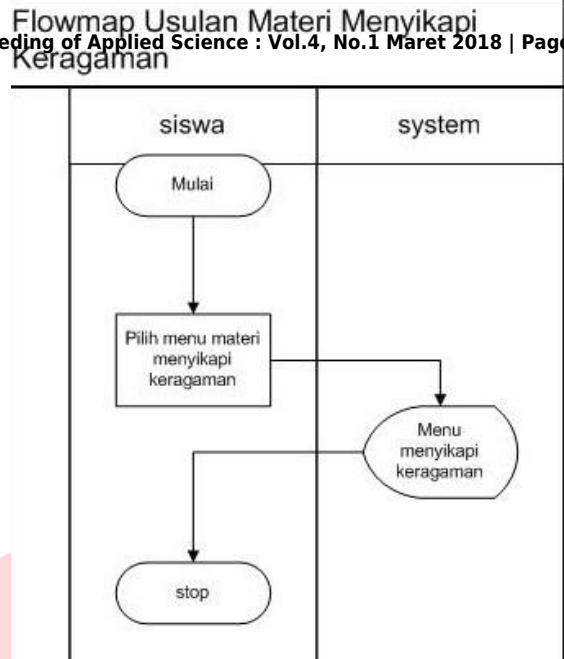 Flowmap Usulan Materi Menyikapi
eding of Applied Science : Vol.4, No.1 Maret 2018 | Page
Keragaman
siswa
system
Mulai
Pilih menu materi
menyikapi
keragaman
Menu
menyikapi
keragaman
stop